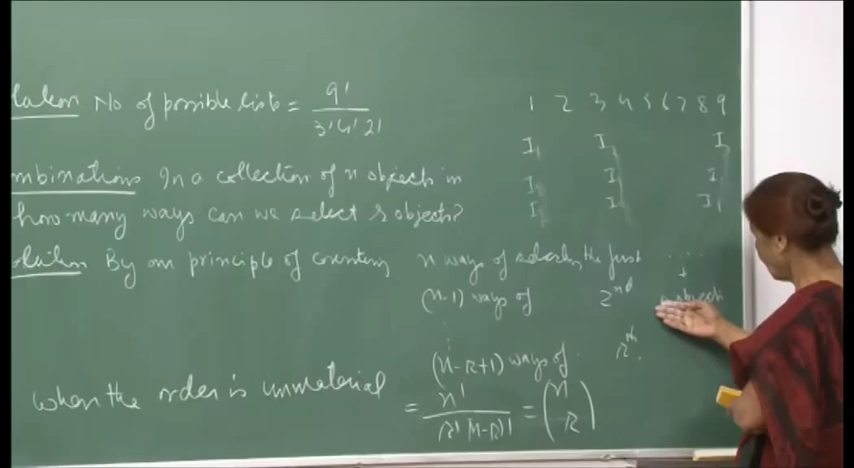 lution No of possible lists = 9! / 3! 4! 2!
1 2 3 4 5 6 7 8 9
I₁ I₁ I₁
mbinations In a collection of n objects in
I₁ I₁ I₁
how many ways can we select r objects?
I₁ I₁ I₁
olution By our principle of counting n ways of selecting the first ....
(n-1) ways of 2nd object
⋮
(n-r+1) ways of rth.
when the order is immaterial = n! / r! (n-r)! = (n r)